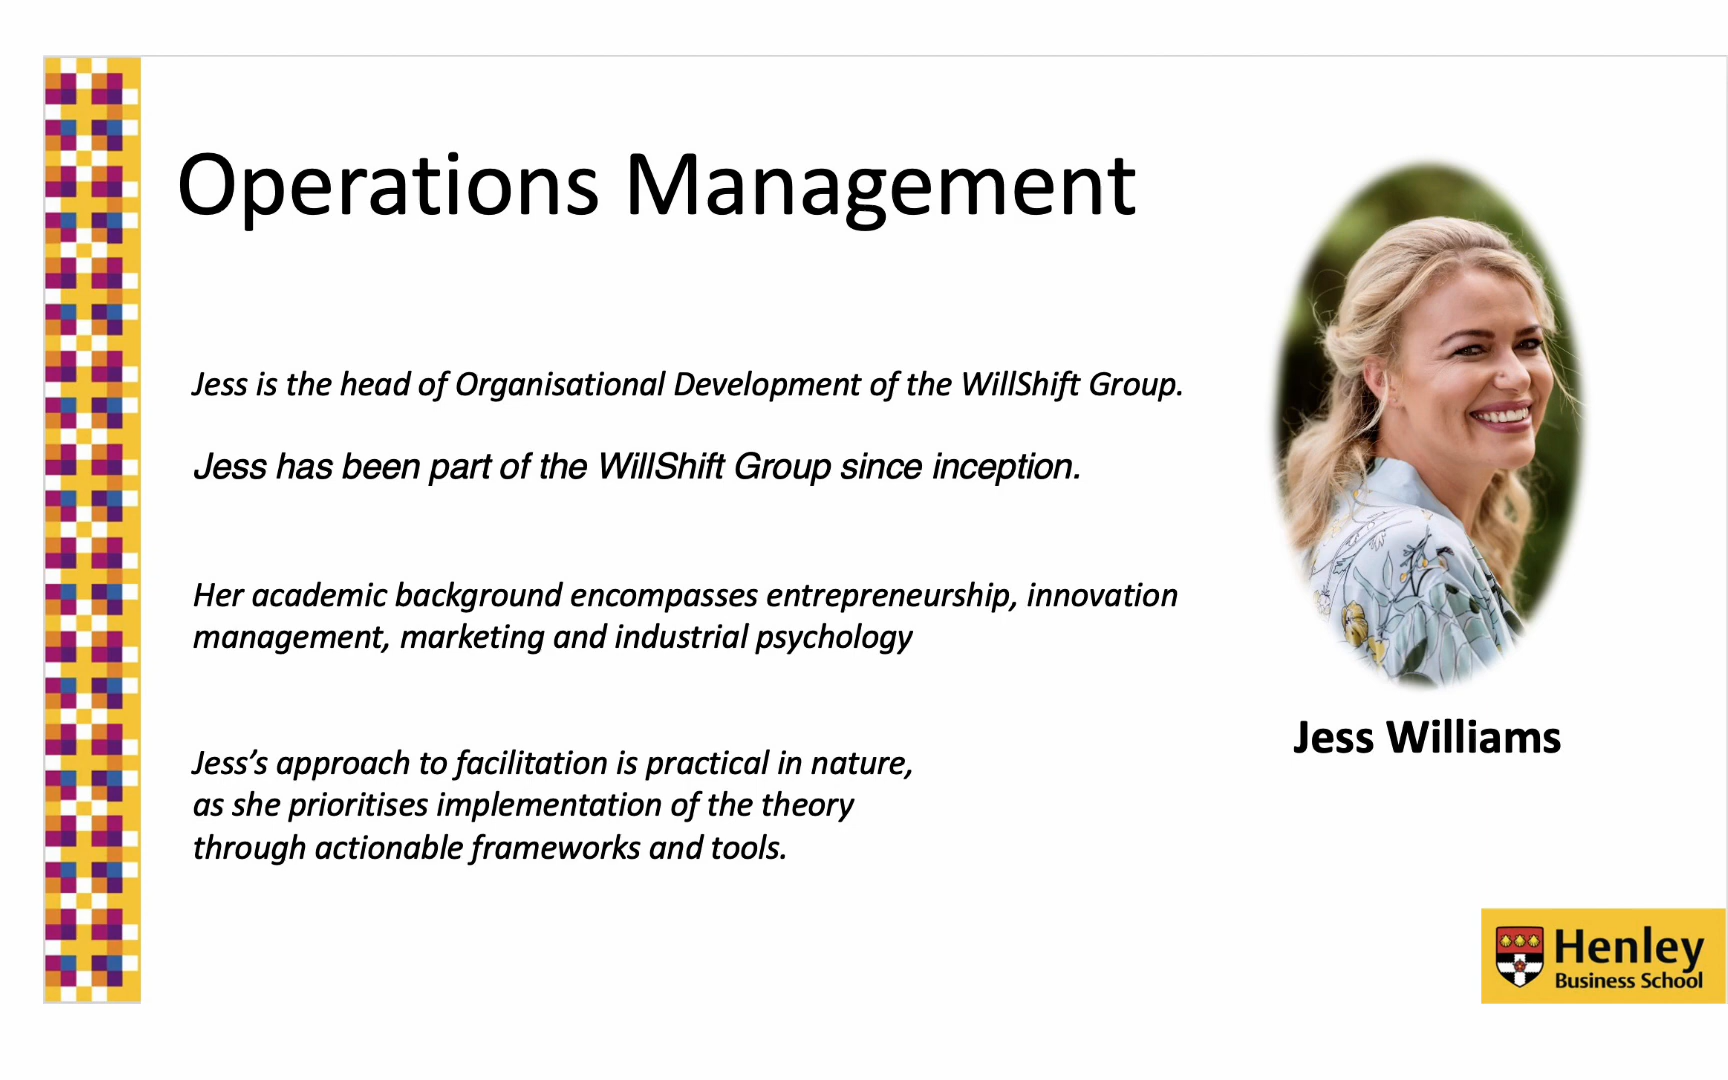 Operations Management
Jess is the head of Organisational Development of the WillShift Group.
Jess has been part of the WillShift Group since inception.
Her academic background encompasses entrepreneurship, innovation
management, marketing and industrial psychology
Jess’s approach to facilitation is practical in nature,
as she prioritises implementation of the theory
through actionable frameworks and tools.
Jess Williams
Henley
Business School